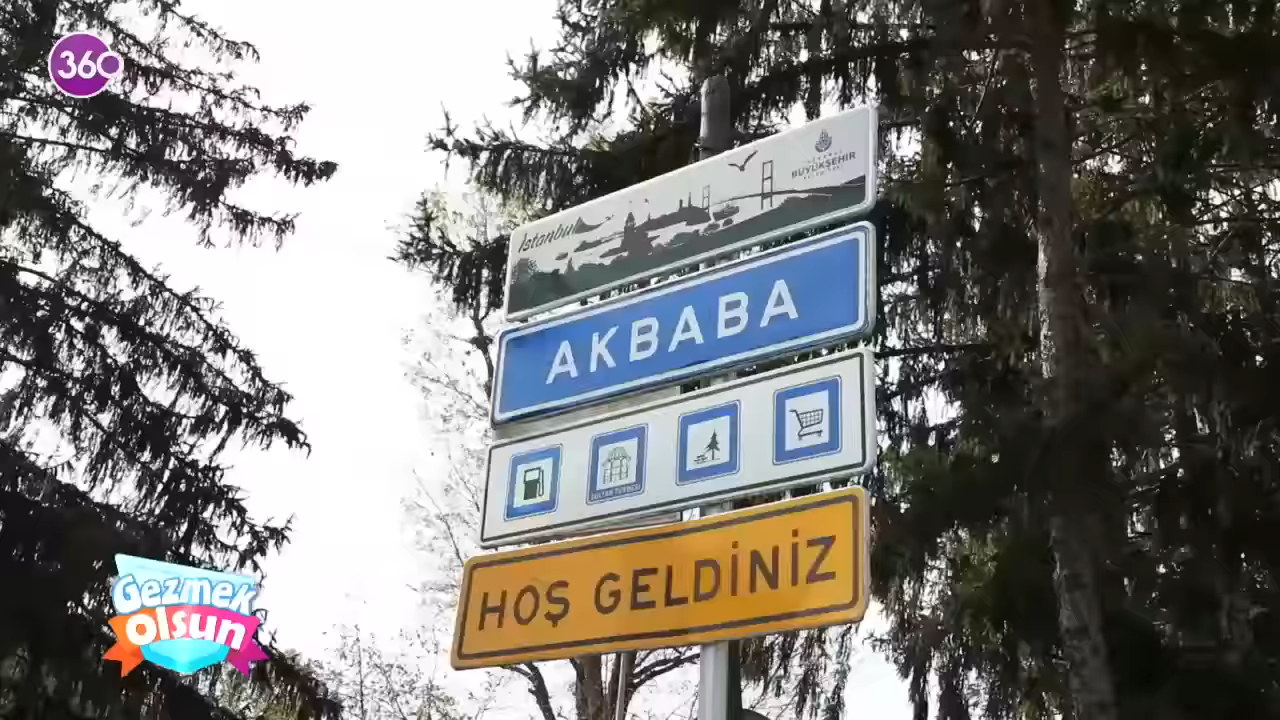 360
İstanbul
BÜYÜKŞEHİR
AKBABA
HOŞ GELDİNİZ
Gezmek
olsun